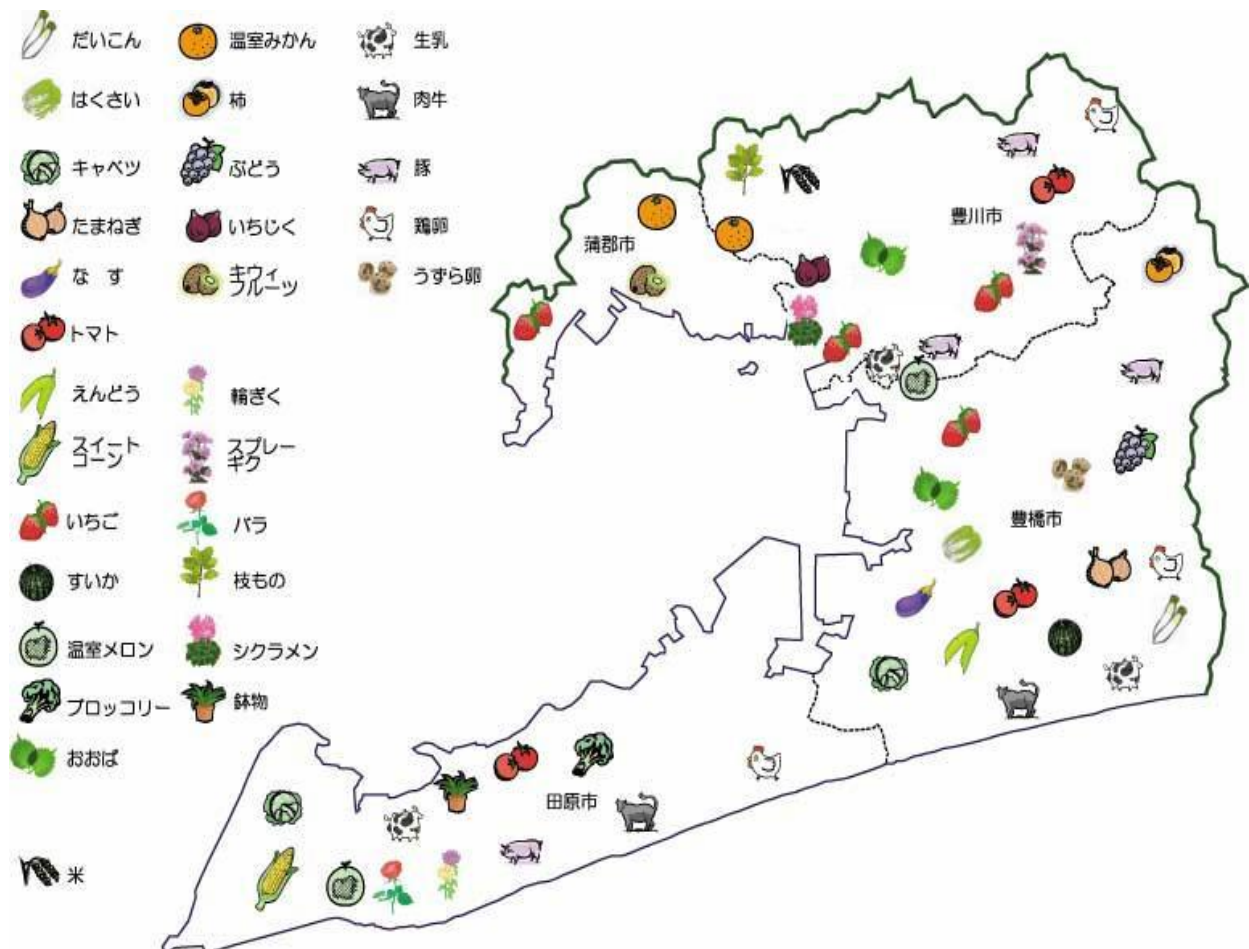 だいこん
はくさい
キャベツ
たまねぎ
なす
トマト
えんどう
スイート
コーン
いちご
すいか
温室メロン
ブロッコリー
おおば
米
温室みかん
柿
ぶどう
いちじく
キウィ
フルーツ
輪ぎく
スプレー
ギク
バラ
枝もの
シクラメン
鉢物
生乳
肉牛
豚
鶏卵
うずら卵
蒲郡市
豊川市
豊橋市
田原市